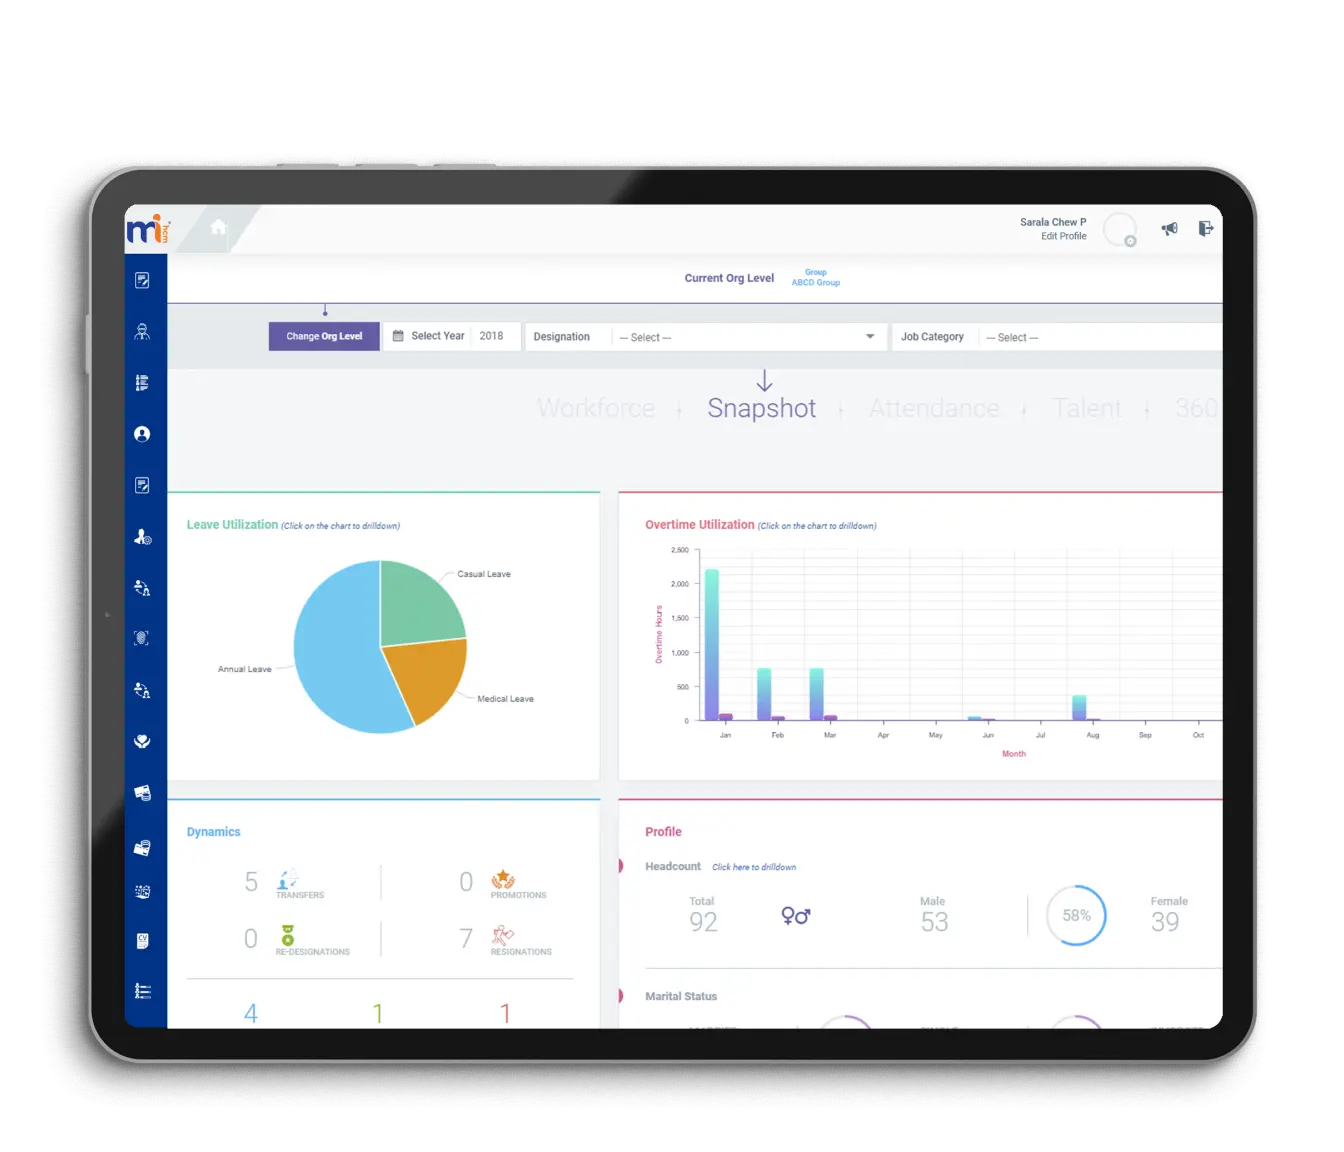 mi hcm
Sarala Chew P
Edit Profile
Current Org Level
Group
ABCD Group
Change Org Level
Select Year 2018
Designation --- Select ---
Job Category --- Select ---
Workforce Snapshot Attendance Talent 360
Leave Utilization (Click on the chart to drilldown)
Casual Leave
Annual Leave
Medical Leave
Overtime Utilization (Click on the chart to drilldown)
Overtime Hours
2,500
2,000
1,500
1,000
500
0
Jan Feb Mar Apr May Jun Jul Aug Sep Oct
Month
Dynamics
5 TRANSFERS
0 PROMOTIONS
0 RE-DESIGNATIONS
7 RESIGNATIONS
4 1 1
Profile
Headcount Click here to drilldown
Total Male Female
92 53 58% 39
Marital Status
CV